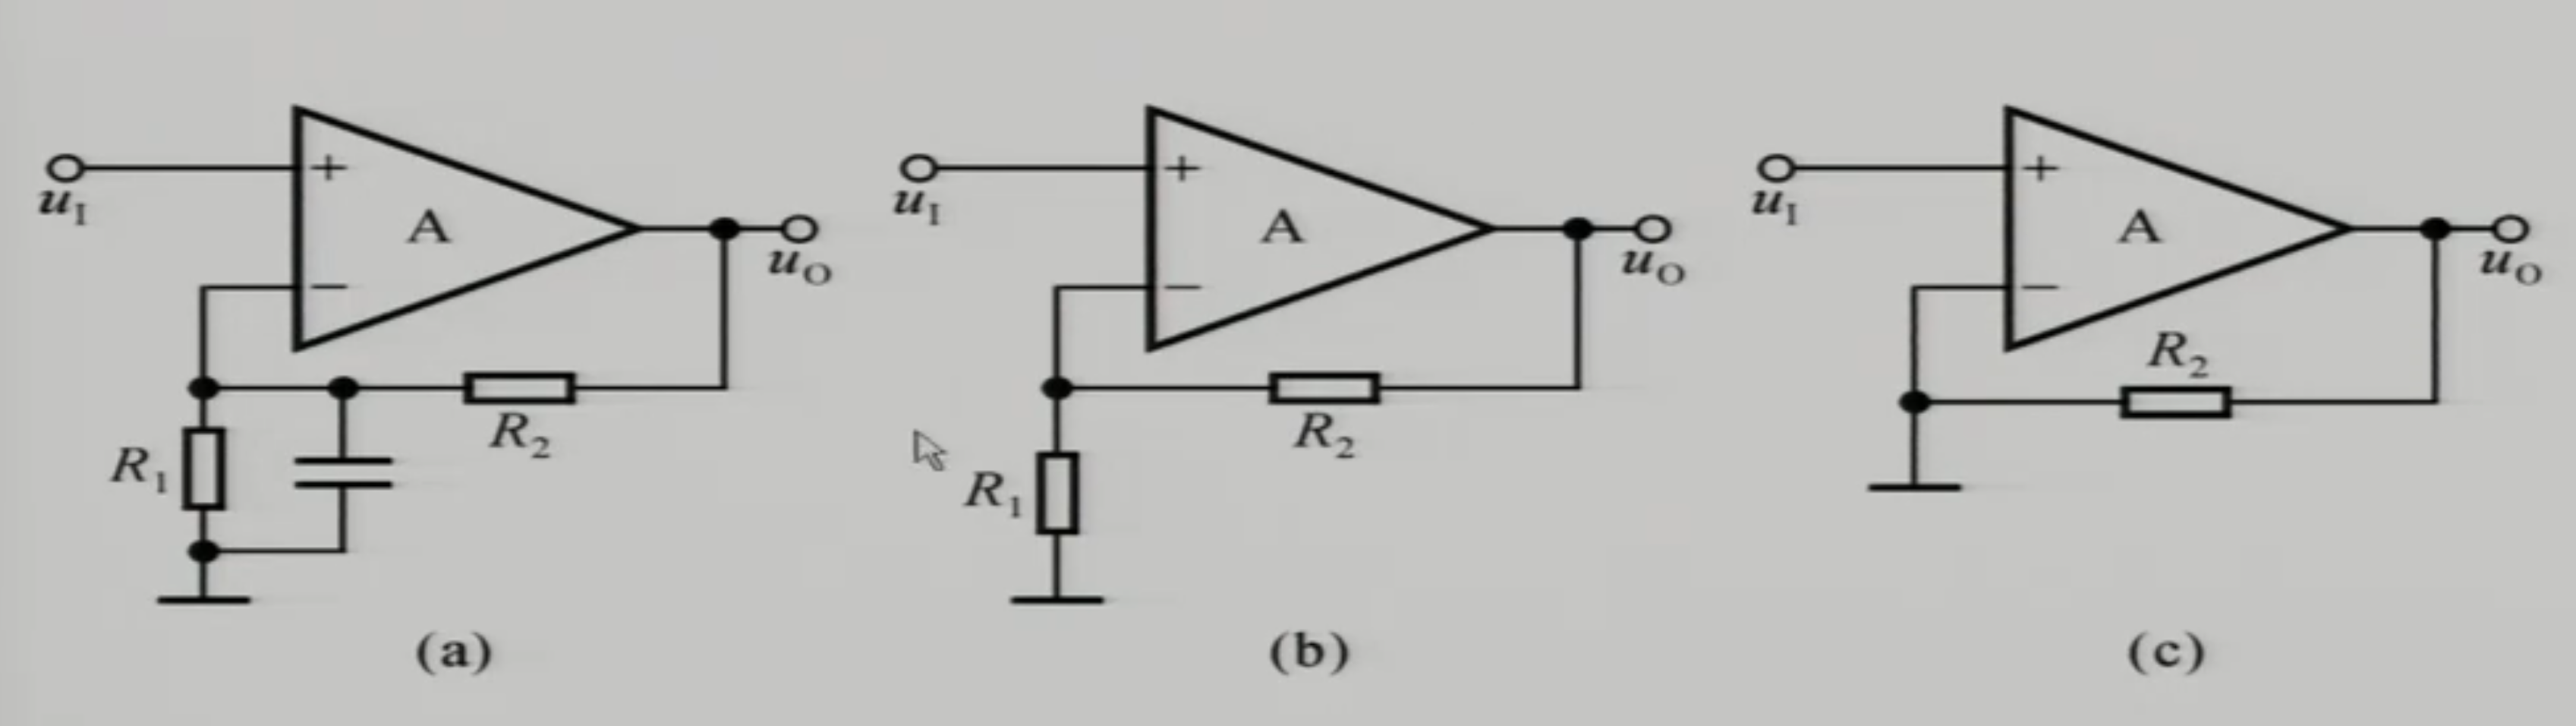 u_I + A − u_O R_1 R_2
(a)
u_I + A − u_O R_1 R_2
(b)
u_I + A − u_O R_2
(c)